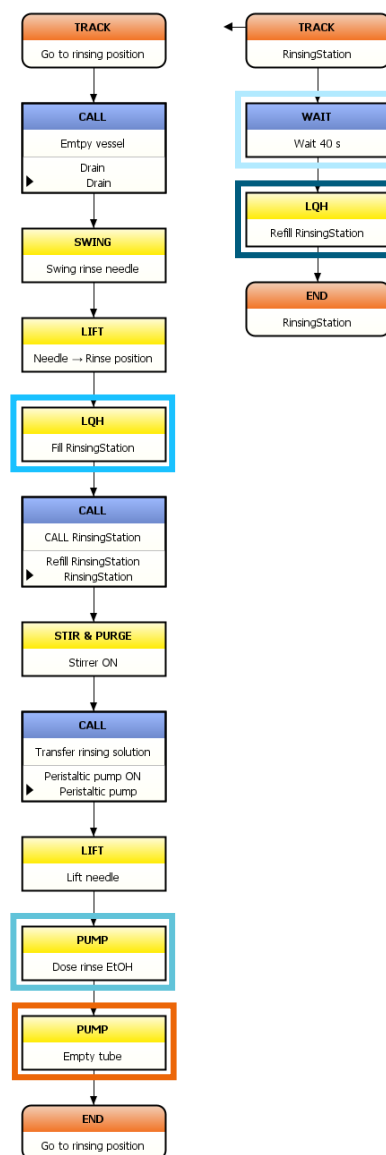 TRACK
Go to rinsing position
CALL
Emtpy vessel
Drain
Drain
SWING
Swing rinse needle
LIFT
Needle → Rinse position
LQH
Fill RinsingStation
CALL
CALL RinsingStation
Refill RinsingStation
RinsingStation
STIR & PURGE
Stirrer ON
CALL
Transfer rinsing solution
Peristaltic pump ON
Peristaltic pump
LIFT
Lift needle
PUMP
Dose rinse EtOH
PUMP
Empty tube
END
Go to rinsing position
TRACK
RinsingStation
WAIT
Wait 40 s
LQH
Refill RinsingStation
END
RinsingStation